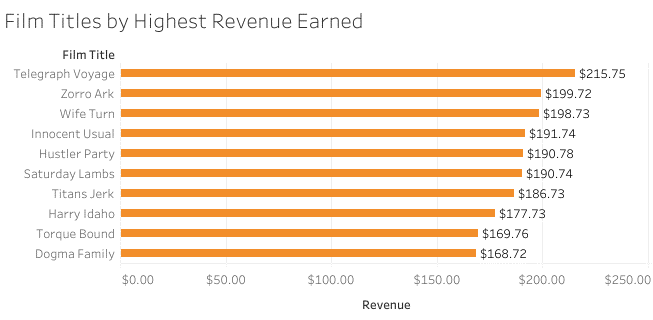 Film Titles by Highest Revenue Earned
Film Title
Telegraph Voyage $215.75
Zorro Ark $199.72
Wife Turn $198.73
Innocent Usual $191.74
Hustler Party $190.78
Saturday Lambs $190.74
Titans Jerk $186.73
Harry Idaho $177.73
Torque Bound $169.76
Dogma Family $168.72
$0.00 $50.00 $100.00 $150.00 $200.00 $250.00
Revenue